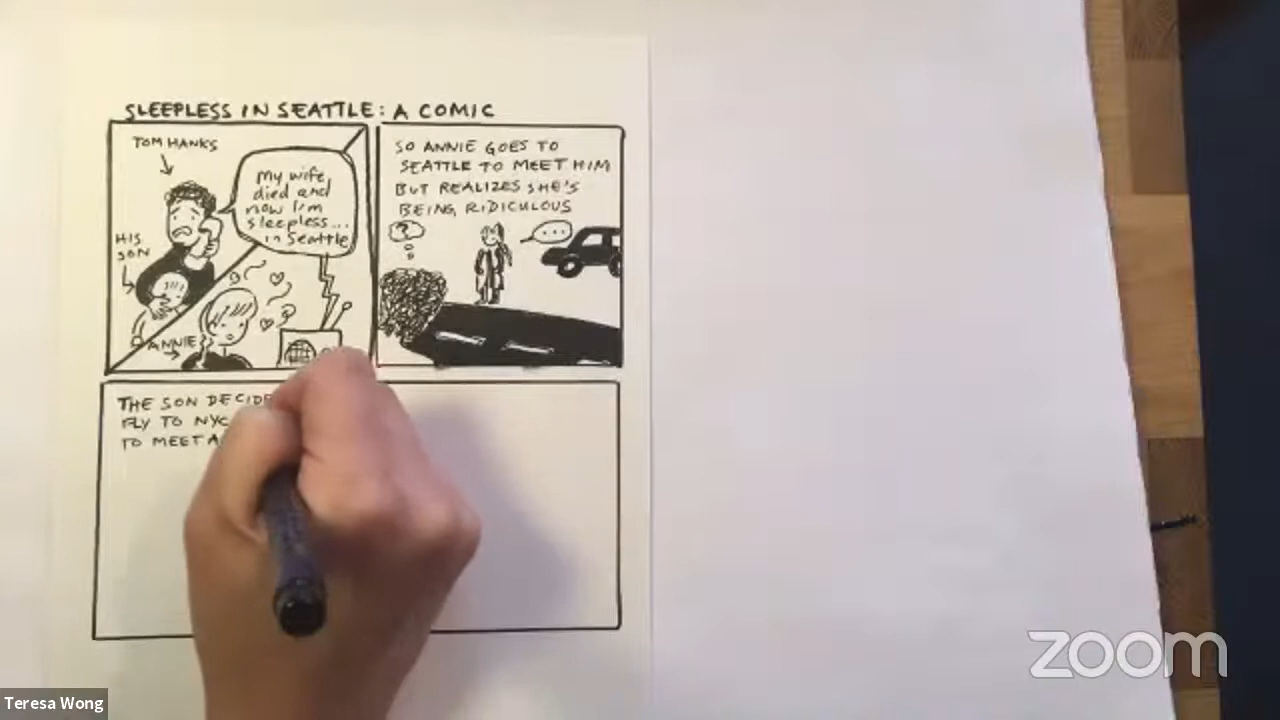 SLEEPLESS IN SEATTLE: A COMIC
TOM HANKS
My wife
died and
now I'm
sleepless...
in Seattle
HIS
SON
ANNIE
SO ANNIE GOES TO
SEATTLE TO MEET HIM
BUT REALIZES SHE'S
BEING RIDICULOUS
?
...
THE SON
FLY TO NYC
TO MEET
zoom
Teresa Wong